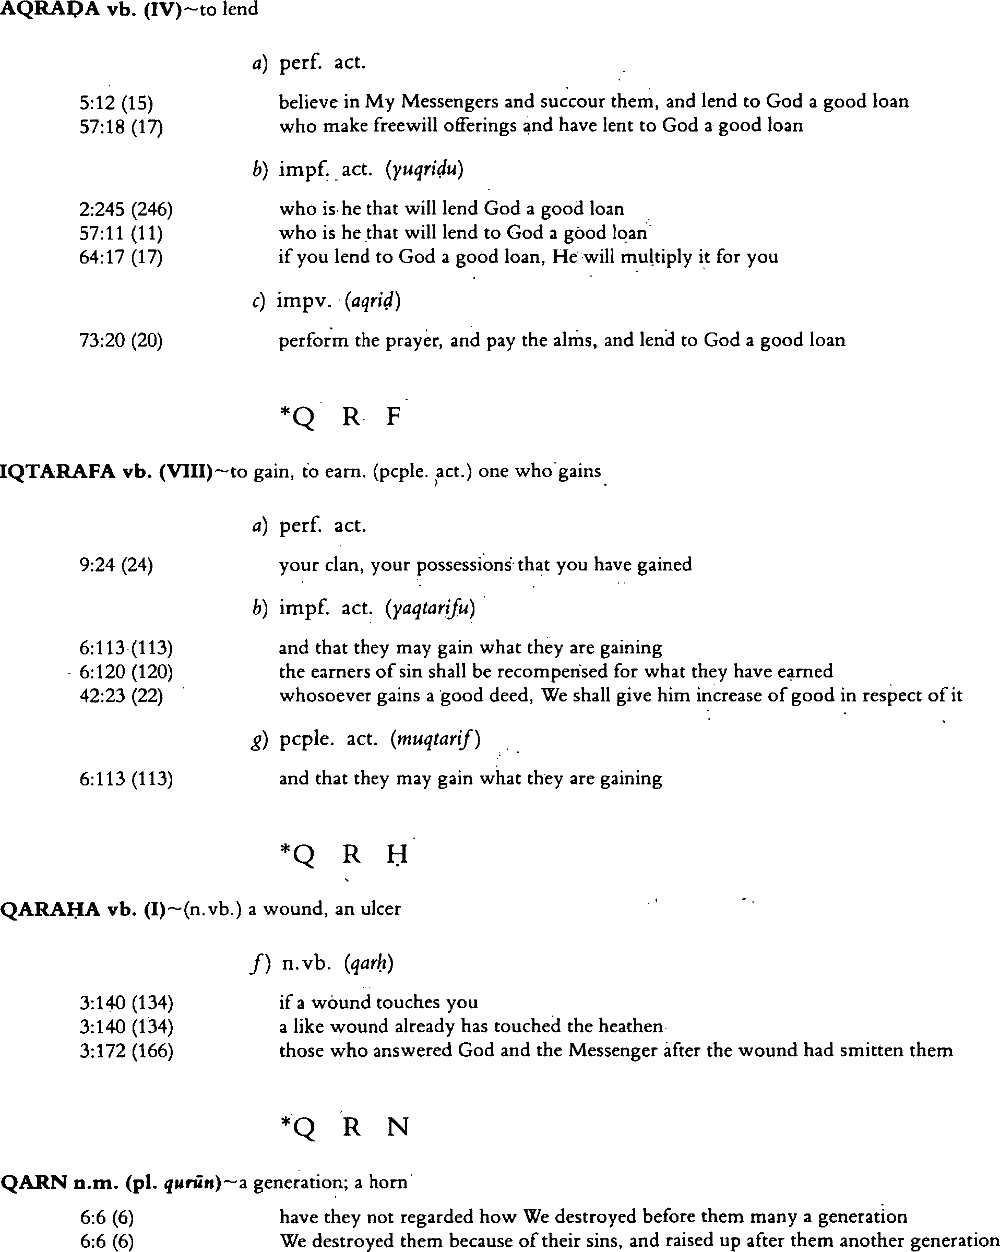 AQRAḌA vb. (IV)~to lend
a) perf. act.
5:12 (15) believe in My Messengers and succour them, and lend to God a good loan
57:18 (17) who make freewill offerings and have lent to God a good loan
b) impf. act. (yuqriḍu)
2:245 (246) who is he that will lend God a good loan
57:11 (11) who is he that will lend to God a good loan
64:17 (17) if you lend to God a good loan, He will multiply it for you
c) impv. (aqriḍ)
73:20 (20) perform the prayer, and pay the alms, and lend to God a good loan
*Q R F
IQTARAFA vb. (VIII)~to gain, to earn. (pcple. act.) one who gains
a) perf. act.
9:24 (24) your clan, your possessions that you have gained
b) impf. act. (yaqtarifu)
6:113 (113) and that they may gain what they are gaining
6:120 (120) the earners of sin shall be recompensed for what they have earned
42:23 (22) whosoever gains a good deed, We shall give him increase of good in respect of it
g) pcple. act. (muqtarif)
6:113 (113) and that they may gain what they are gaining
*Q R Ḥ
QARAḤA vb. (I)~(n.vb.) a wound, an ulcer
f) n.vb. (qarḥ)
3:140 (134) if a wound touches you
3:140 (134) a like wound already has touched the heathen
3:172 (166) those who answered God and the Messenger after the wound had smitten them
*Q R N
QARN n.m. (pl. qurūn)~a generation; a horn
6:6 (6) have they not regarded how We destroyed before them many a generation
6:6 (6) We destroyed them because of their sins, and raised up after them another generation